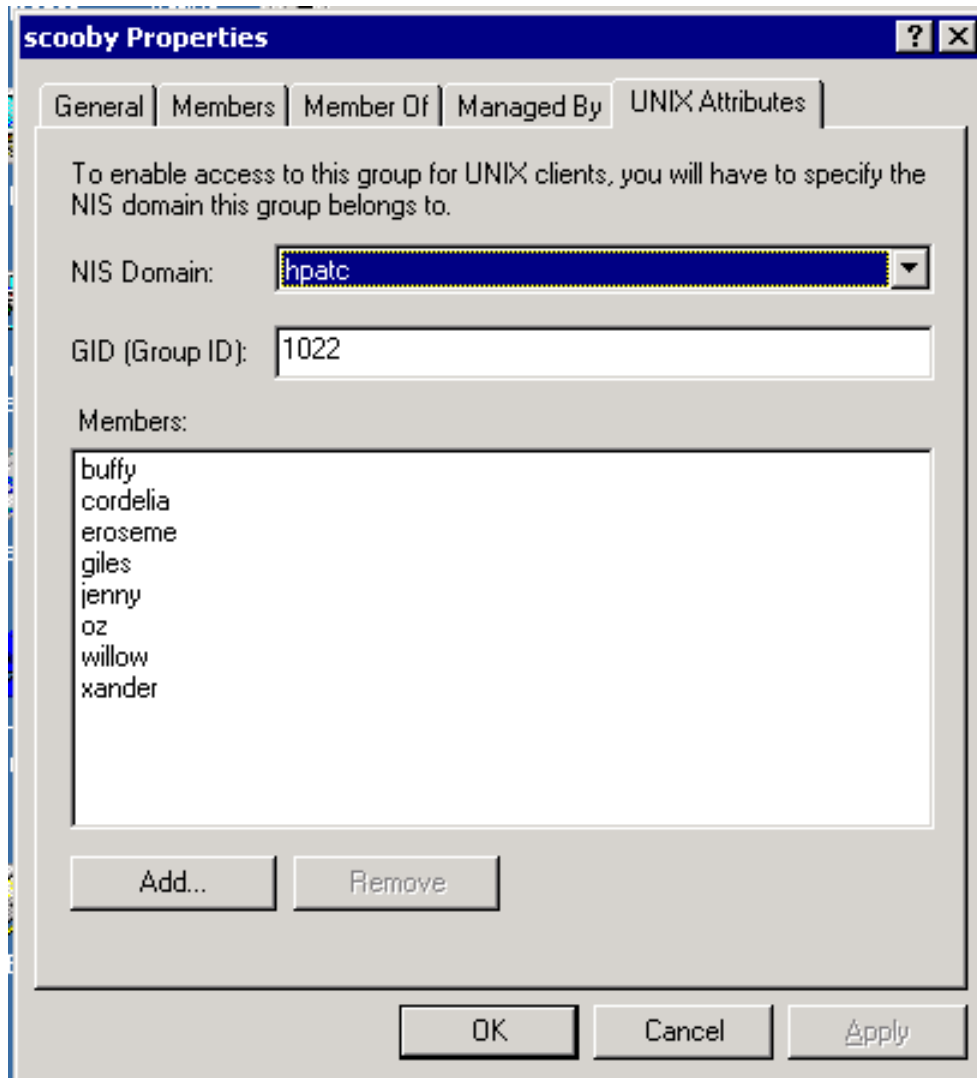 scooby Properties
General Members Member Of Managed By UNIX Attributes
To enable access to this group for UNIX clients, you will have to specify the
NIS domain this group belongs to.
NIS Domain: hpatc
GID (Group ID): 1022
Members:
buffy
cordelia
eroseme
giles
jenny
oz
willow
xander
Add... Remove
OK Cancel Apply